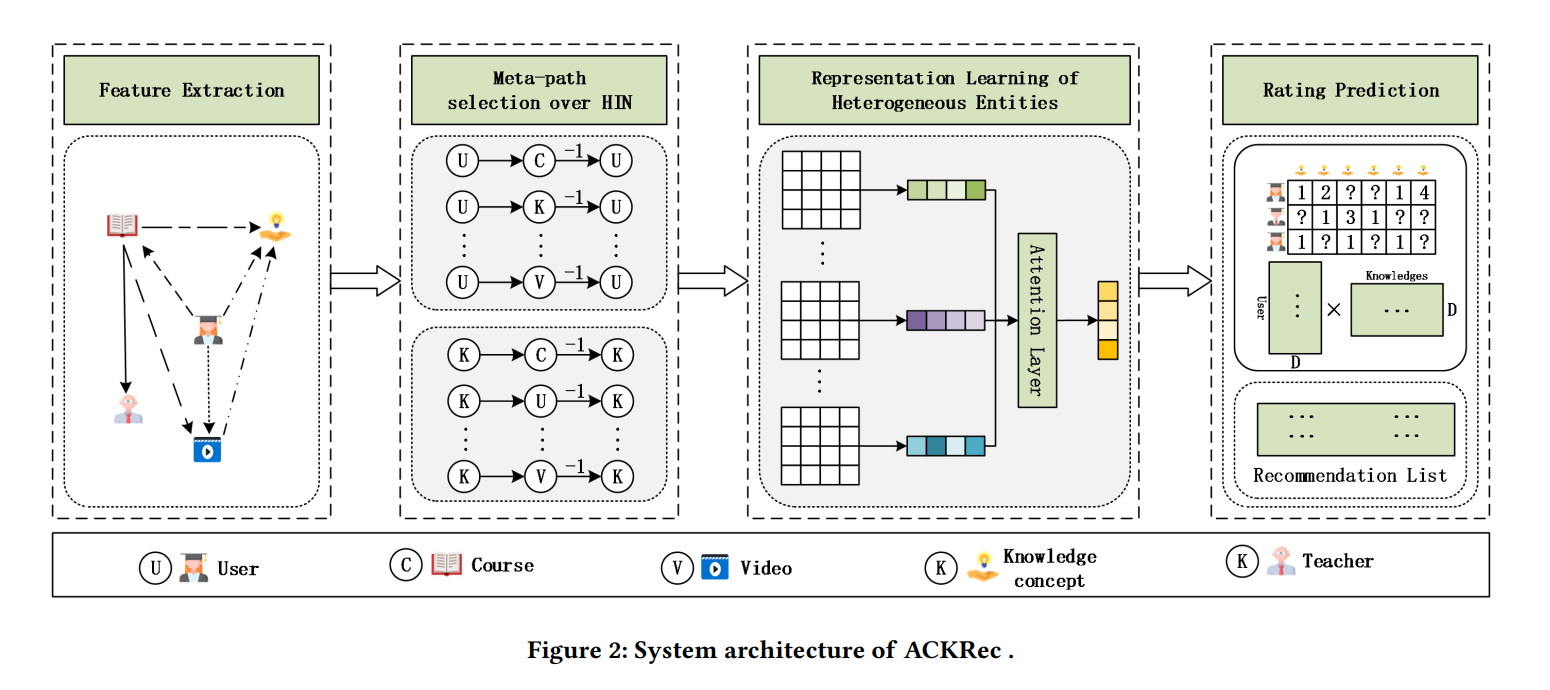 Feature Extraction
Meta-path
selection over HIN
Representation Learning of
Heterogeneous Entities
Rating Prediction
U C -1 U
U K -1 U
⋮ ⋮ ⋮
U V -1 U
K C -1 K
K U -1 K
⋮ ⋮ ⋮
K V -1 K
⋮
⋮
Attention Layer
1 2 ? ? 1 4
? 1 3 1 ? ?
1 ? 1 ? 1 ?
Knowledges
User ⋮ × ... D
D
... ...
... ...
Recommendation List
U User
C Course
V Video
K Knowledge
concept
K Teacher
Figure 2: System architecture of ACKRec .